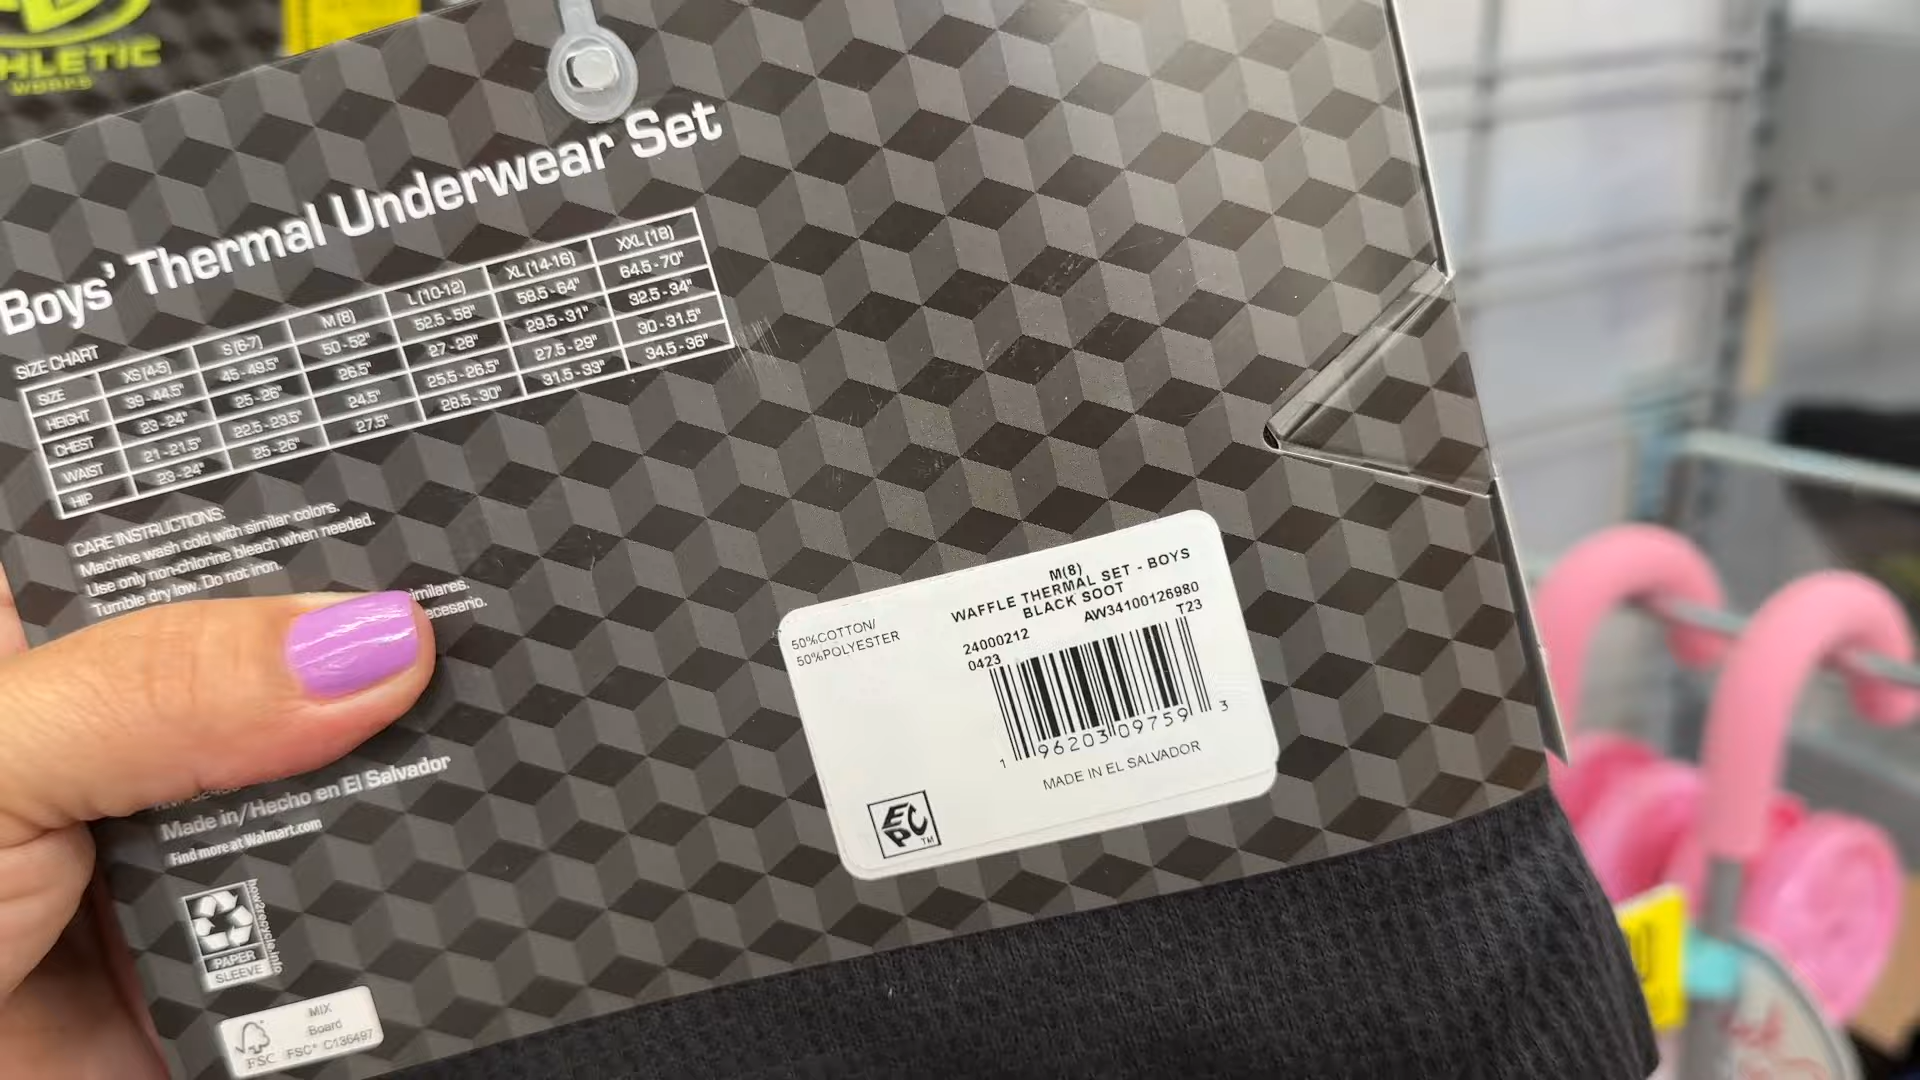 HLETIC
WORKS
Boys' Thermal Underwear Set
SIZE CHART
SIZE XS (4-5) S (6-7) M (8) L (10-12) XL (14-16) XXL (18)
HEIGHT 39-44.5" 45-49.5" 50-52" 52.5-58" 58.5-64" 64.5-70"
CHEST 23-24" 25-26" 26.5" 27-28" 29.5-31" 32.5-34"
WAIST 21-21.5" 22.5-23.5" 24.5" 25.5-26.5" 27.5-29" 30-31.5"
HIP 23-24" 25-26" 27.5" 28.5-30" 31.5-33" 34.5-36"
CARE INSTRUCTIONS:
Machine wash cold with similar colors.
Use only non-chlorine bleach when needed.
Tumble dry low. Do not iron.
imilares.
ecesario.
Made in/Hecho en El Salvador
Find more at Walmart.com
how2recycle.info
PAPER
SLEEVE
MIX
Board
FSC® C136497
FSC
50%COTTON/
50%POLYESTER
M(8)
WAFFLE THERMAL SET - BOYS
BLACK SOOT
24000212 AW34100126980
0423 T23
1 96203 09759 3
MADE IN EL SALVADOR
EPC TM